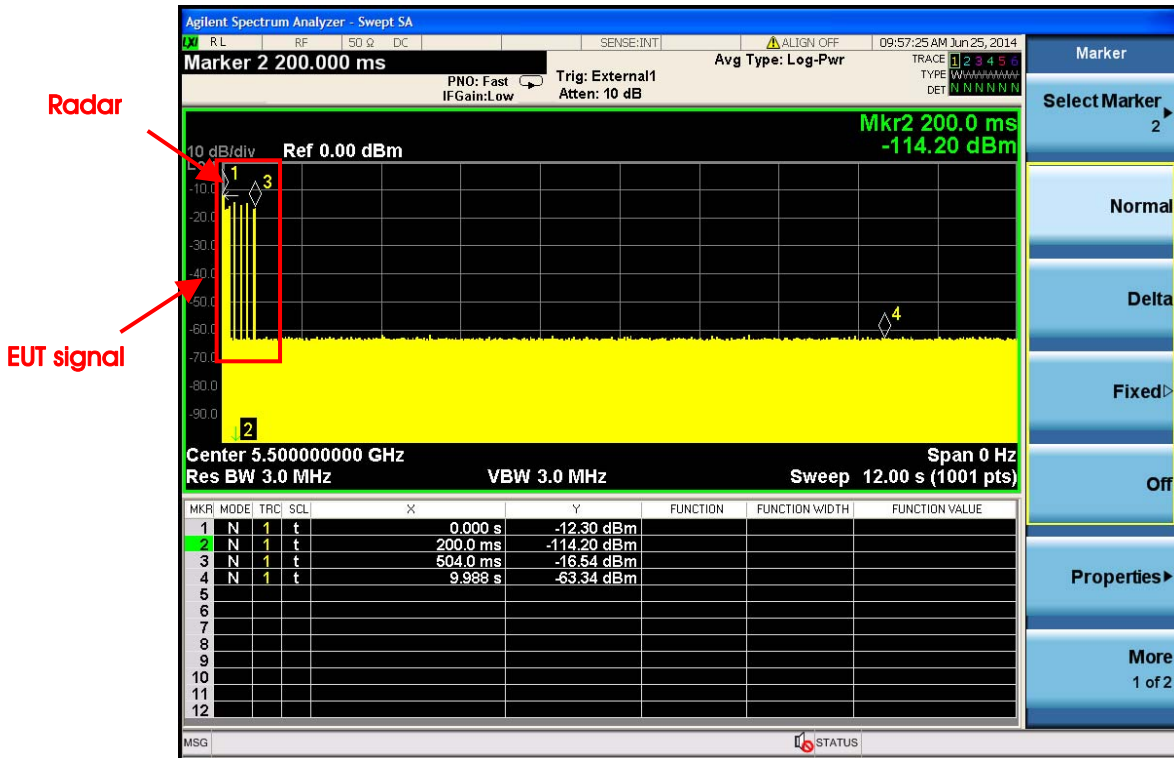 Agilent Spectrum Analyzer - Swept SA
LXI RL RF 50 Ω DC SENSE:INT ALIGN OFF 09:57:25 AM Jun 25, 2014
Marker 2 200.000 ms
PNO: Fast
IFGain:Low
Trig: External1
Atten: 10 dB
Avg Type: Log-Pwr
TRACE 1 2 3 4 5 6
TYPE WWWWWW
DET N N N N N N
Mkr2 200.0 ms
-114.20 dBm
10 dB/div Ref 0.00 dBm
Radar
EUT signal
1
3
4
2
-10.0
-20.0
-30.0
-40.0
-50.0
-60.0
-70.0
-80.0
-90.0
Center 5.500000000 GHz Span 0 Hz
Res BW 3.0 MHz VBW 3.0 MHz Sweep 12.00 s (1001 pts)
MKR MODE TRC SCL X Y FUNCTION FUNCTION WIDTH FUNCTION VALUE
1 N 1 t 0.000 s -12.30 dBm
2 N 1 t 200.0 ms -114.20 dBm
3 N 1 t 504.0 ms -16.54 dBm
4 N 1 t 9.988 s -63.34 dBm
5
6
7
8
9
10
11
12
MSG STATUS
Marker
Select Marker
2
Normal
Delta
Fixed
Off
Properties
More
1 of 2